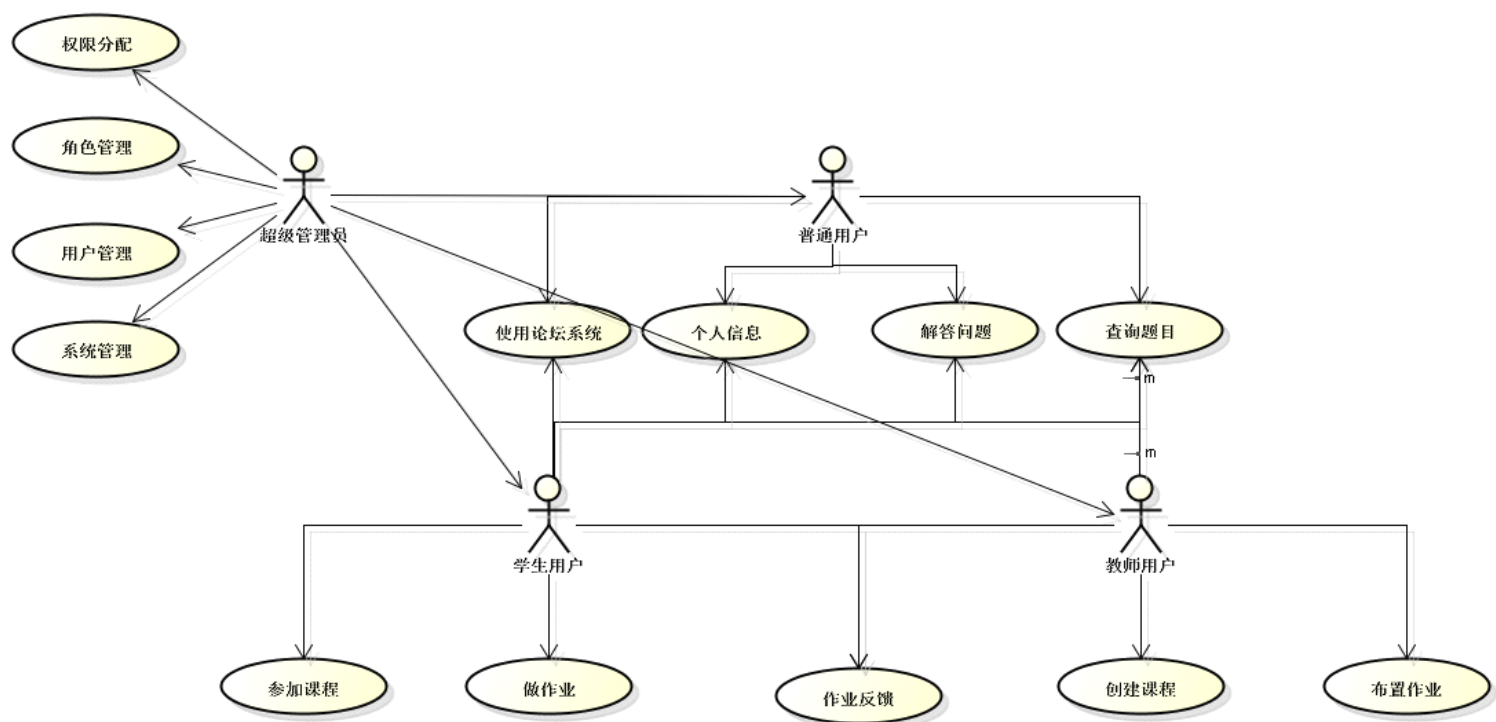 权限分配
角色管理
用户管理
系统管理
超级管理员
普通用户
使用论坛系统
个人信息
解答问题
查询题目
m
m
学生用户
教师用户
参加课程
做作业
作业反馈
创建课程
布置作业